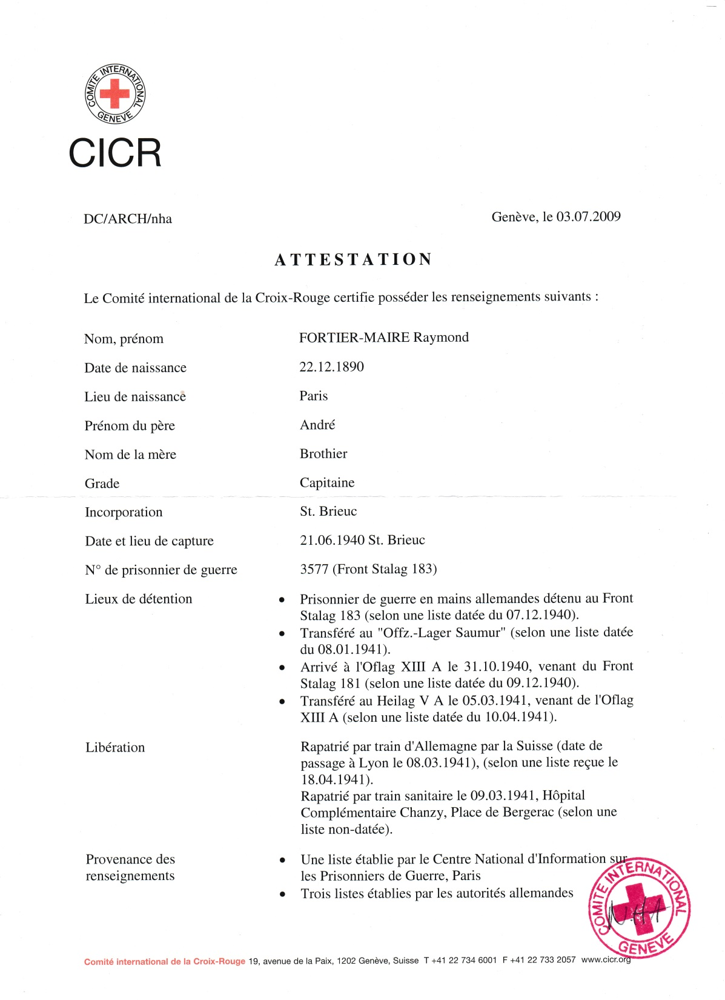 COMITÉ INTERNATIONAL
GENÈVE
CICR
DC/ARCH/nha
Genève, le 03.07.2009
ATTESTATION
Le Comité international de la Croix-Rouge certifie posséder les renseignements suivants :
Nom, prénom
FORTIER-MAIRE Raymond
Date de naissance
22.12.1890
Lieu de naissance
Paris
Prénom du père
André
Nom de la mère
Brothier
Grade
Capitaine
Incorporation
St. Brieuc
Date et lieu de capture
21.06.1940 St. Brieuc
N° de prisonnier de guerre
3577 (Front Stalag 183)
Lieux de détention
• Prisonnier de guerre en mains allemandes détenu au Front
Stalag 183 (selon une liste datée du 07.12.1940).
• Transféré au "Offz.-Lager Saumur" (selon une liste datée
du 08.01.1941).
• Arrivé à l'Oflag XIII A le 31.10.1940, venant du Front
Stalag 181 (selon une liste datée du 09.12.1940).
• Transféré au Heilag V A le 05.03.1941, venant de l'Oflag
XIII A (selon une liste datée du 10.04.1941).
Libération
Rapatrié par train d'Allemagne par la Suisse (date de
passage à Lyon le 08.03.1941), (selon une liste reçue le
18.04.1941).
Rapatrié par train sanitaire le 09.03.1941, Hôpital
Complémentaire Chanzy, Place de Bergerac (selon une
liste non-datée).
Provenance des
renseignements
• Une liste établie par le Centre National d'Information sur
les Prisonniers de Guerre, Paris
• Trois listes établies par les autorités allemandes
COMITE INTERNATIONAL
N.HA
GENEVE
Comité international de la Croix-Rouge 19, avenue de la Paix, 1202 Genève, Suisse T +41 22 734 6001 F +41 22 733 2057 www.cicr.org